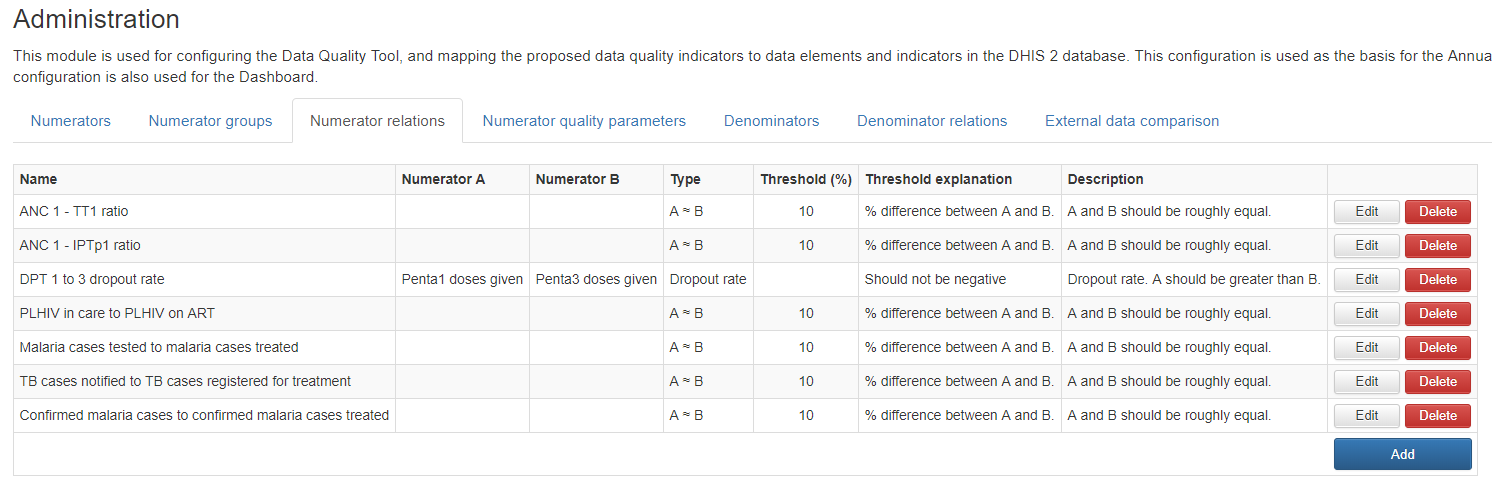 Administration
This module is used for configuring the Data Quality Tool, and mapping the proposed data quality indicators to data elements and indicators in the DHIS 2 database. This configuration is used as the basis for the Annua
configuration is also used for the Dashboard.
Numerators Numerator groups Numerator relations Numerator quality parameters Denominators Denominator relations External data comparison
Name Numerator A Numerator B Type Threshold (%) Threshold explanation Description
ANC 1 - TT1 ratio A ≈ B 10 % difference between A and B. A and B should be roughly equal. Edit Delete
ANC 1 - IPTp1 ratio A ≈ B 10 % difference between A and B. A and B should be roughly equal. Edit Delete
DPT 1 to 3 dropout rate Penta1 doses given Penta3 doses given Dropout rate Should not be negative Dropout rate. A should be greater than B. Edit Delete
PLHIV in care to PLHIV on ART A ≈ B 10 % difference between A and B. A and B should be roughly equal. Edit Delete
Malaria cases tested to malaria cases treated A ≈ B 10 % difference between A and B. A and B should be roughly equal. Edit Delete
TB cases notified to TB cases registered for treatment A ≈ B 10 % difference between A and B. A and B should be roughly equal. Edit Delete
Confirmed malaria cases to confirmed malaria cases treated A ≈ B 10 % difference between A and B. A and B should be roughly equal. Edit Delete
Add